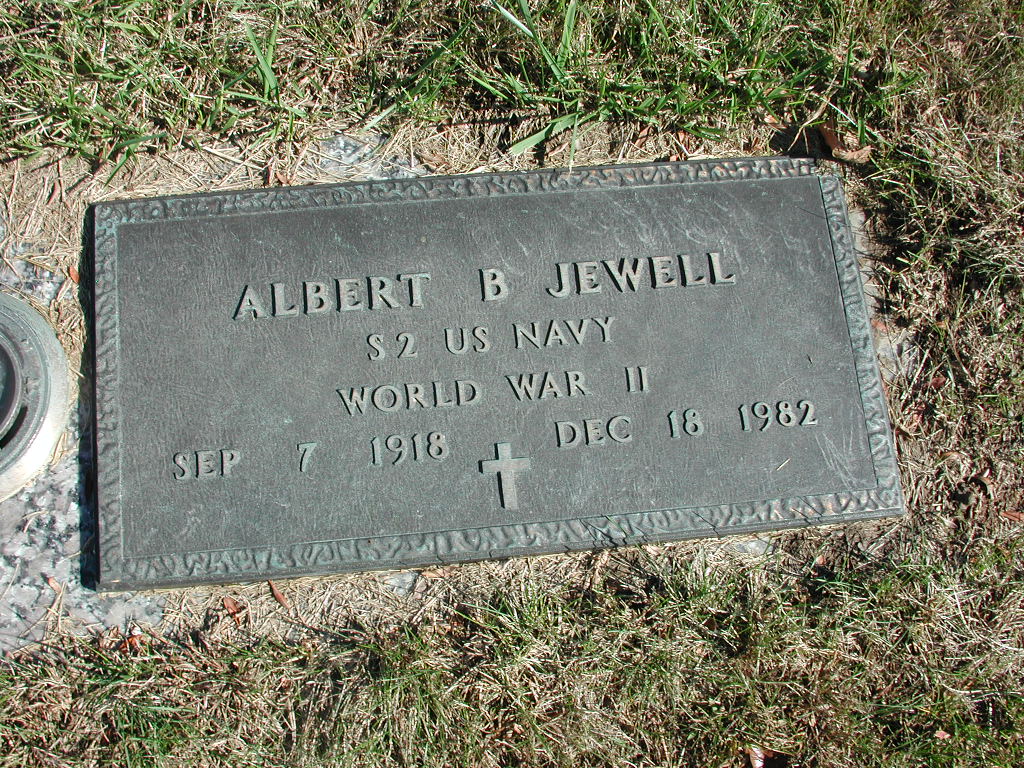 ALBERT B JEWELL
S2 US NAVY
WORLD WAR II
SEP 7 1918 DEC 18 1982